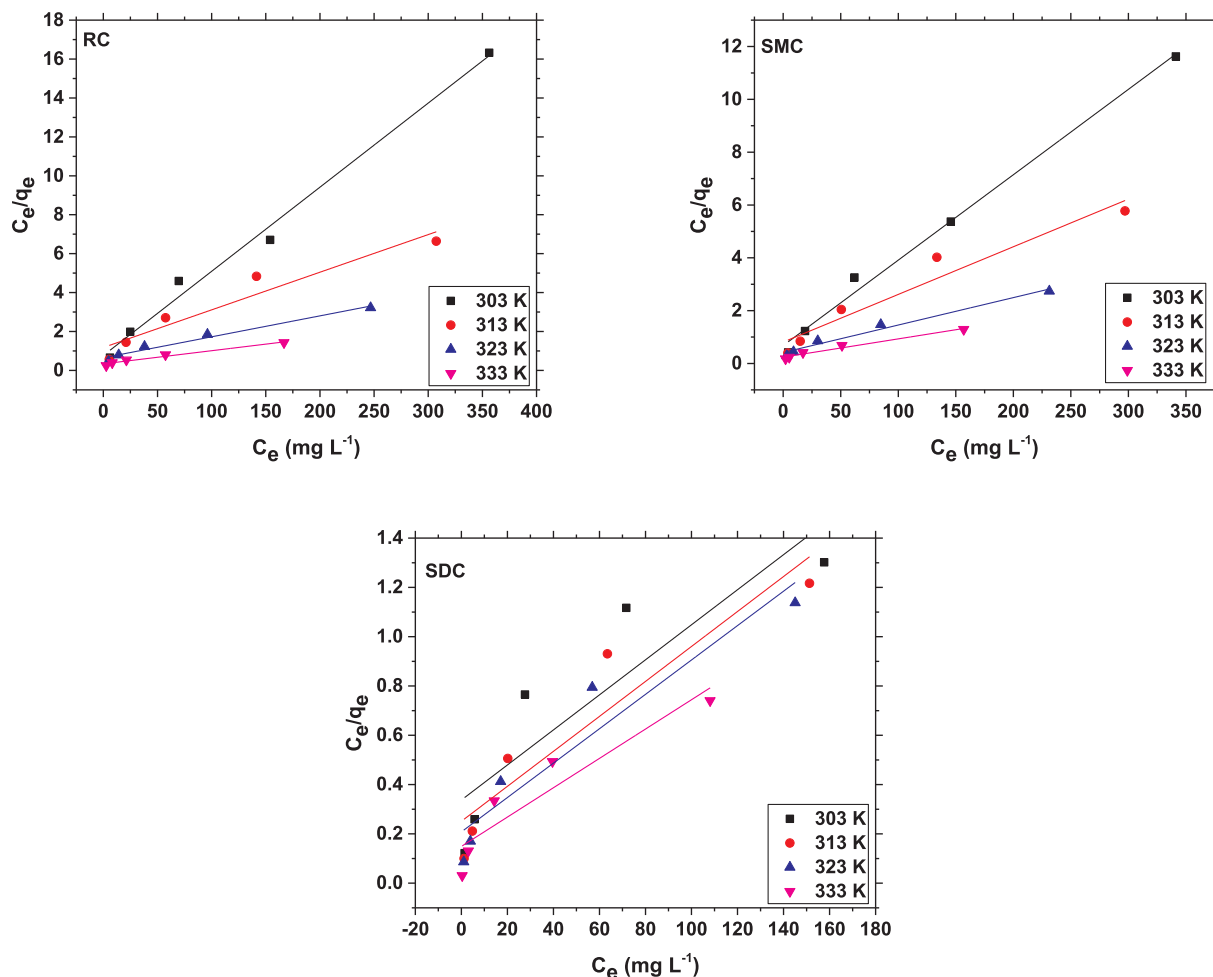 RC
18
16
14
12
10
8
6
4
2
0
Ce/qe
303 K
313 K
323 K
333 K
0 50 100 150 200 250 300 350 400
Ce (mg L-1)
SMC
12
10
8
6
4
2
0
Ce/qe
303 K
313 K
323 K
333 K
0 50 100 150 200 250 300 350
Ce (mg L-1)
SDC
1.4
1.2
1.0
0.8
0.6
0.4
0.2
0.0
Ce/qe
303 K
313 K
323 K
333 K
-20 0 20 40 60 80 100 120 140 160 180
Ce (mg L-1)